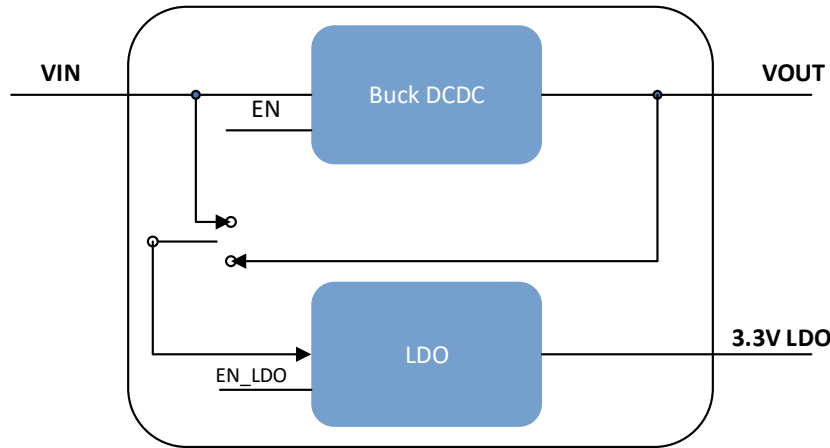 VIN
VOUT
Buck DCDC
EN
3.3V LDO
LDO
EN_LDO